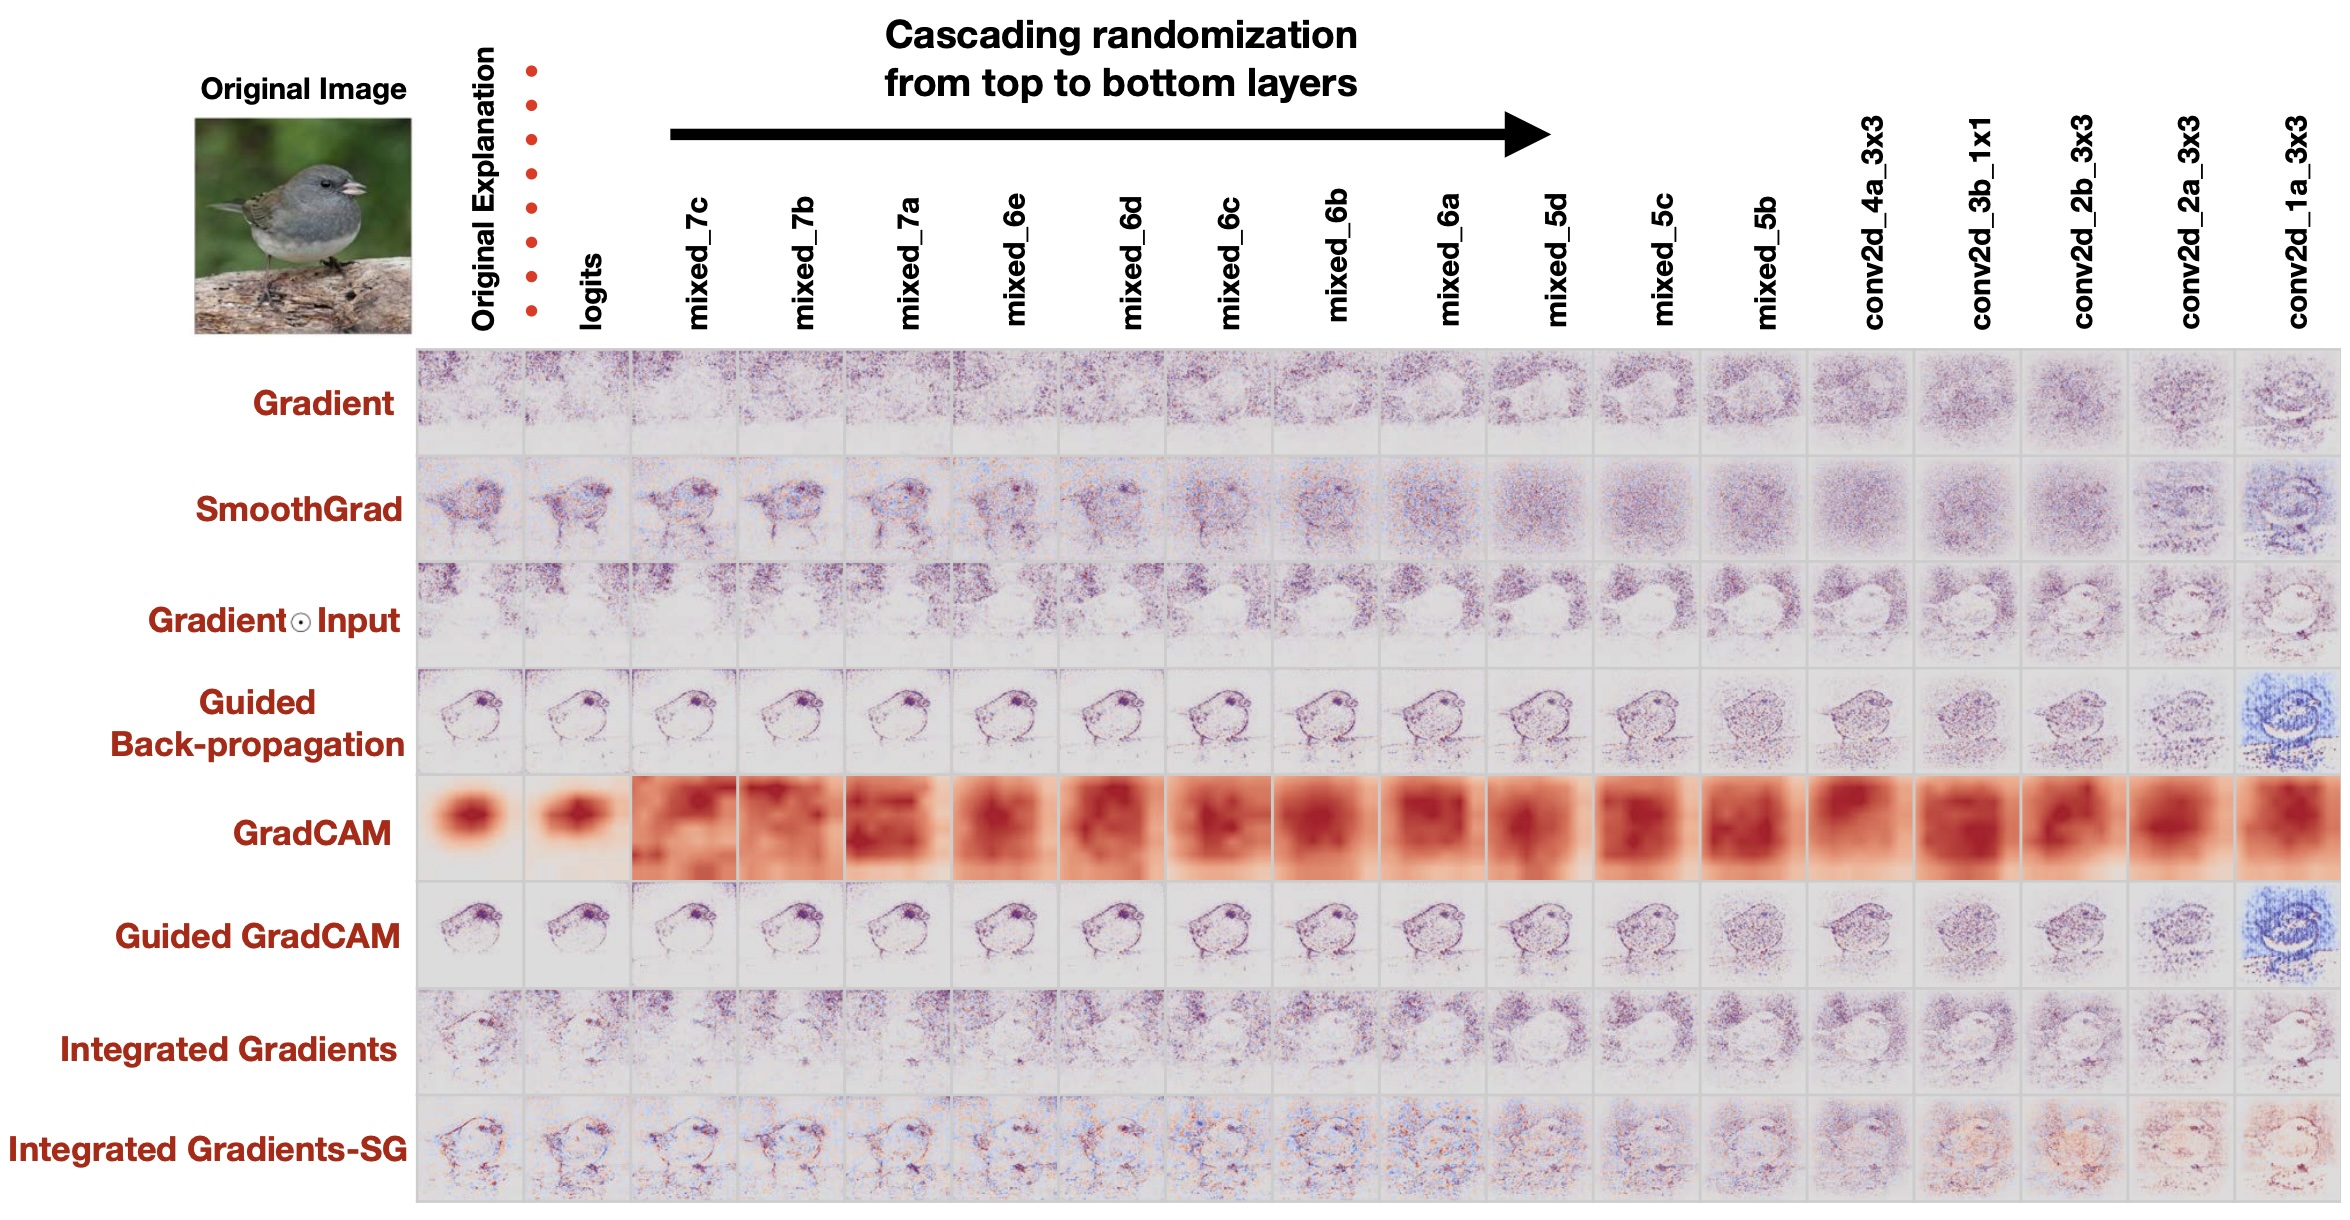 Cascading randomization
from top to bottom layers
Original Image
Original Explanation
logits
mixed_7c
mixed_7b
mixed_7a
mixed_6e
mixed_6d
mixed_6c
mixed_6b
mixed_6a
mixed_5d
mixed_5c
mixed_5b
conv2d_4a_3x3
conv2d_3b_1x1
conv2d_2b_3x3
conv2d_2a_3x3
conv2d_1a_3x3
Gradient
SmoothGrad
Gradient⊙Input
Guided
Back-propagation
GradCAM
Guided GradCAM
Integrated Gradients
Integrated Gradients-SG